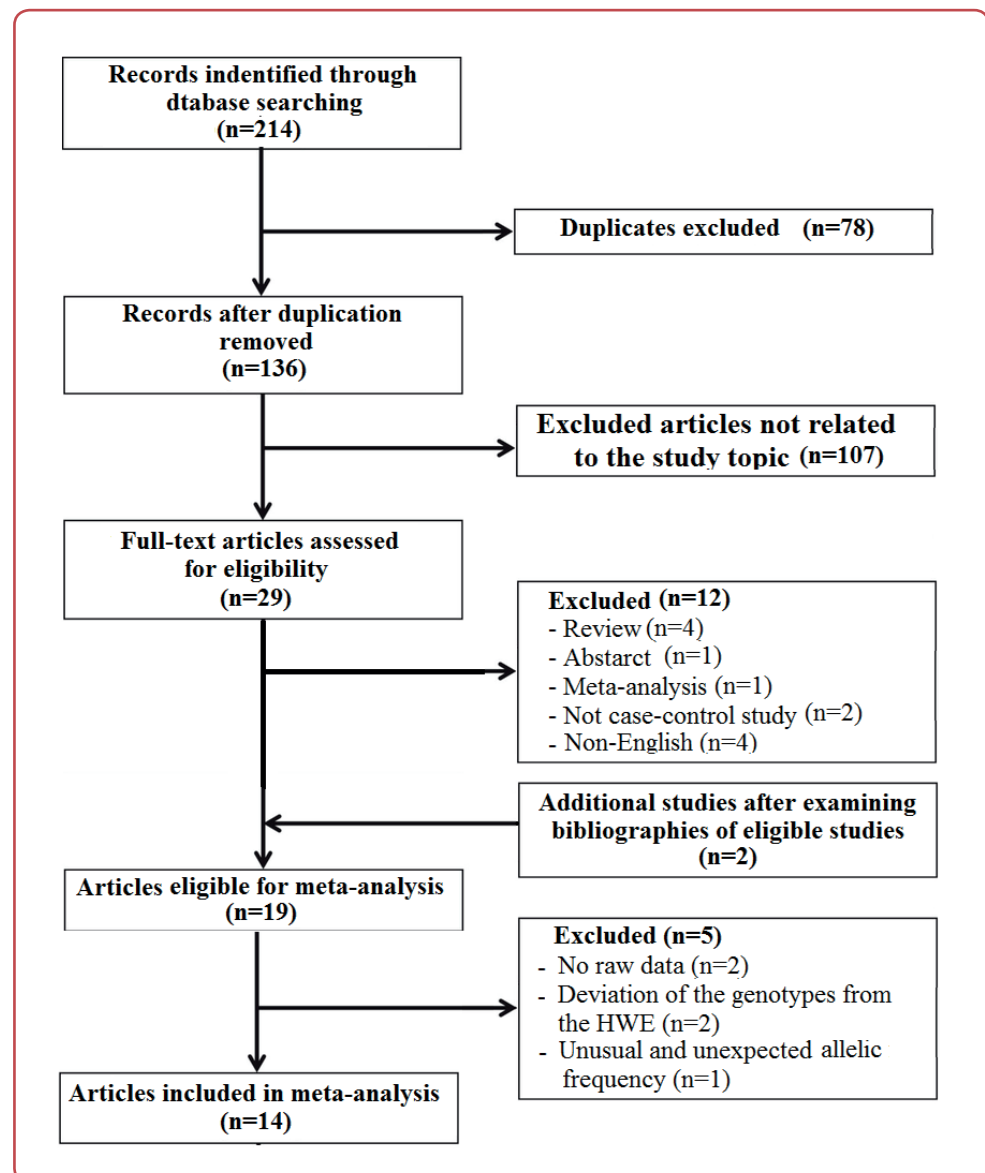 Records indentified through
dtabase searching
(n=214)
Duplicates excluded (n=78)
Records after duplication
removed
(n=136)
Excluded articles not related
to the study topic (n=107)
Full-text articles assessed
for eligibility
(n=29)
Excluded (n=12)
- Review (n=4)
- Abstarct (n=1)
- Meta-analysis (n=1)
- Not case-control study (n=2)
- Non-English (n=4)
Additional studies after examining
bibliographies of eligible studies
(n=2)
Articles eligible for meta-analysis
(n=19)
Excluded (n=5)
- No raw data (n=2)
- Deviation of the genotypes from
the HWE (n=2)
- Unusual and unexpected allelic
frequency (n=1)
Articles included in meta-analysis
(n=14)